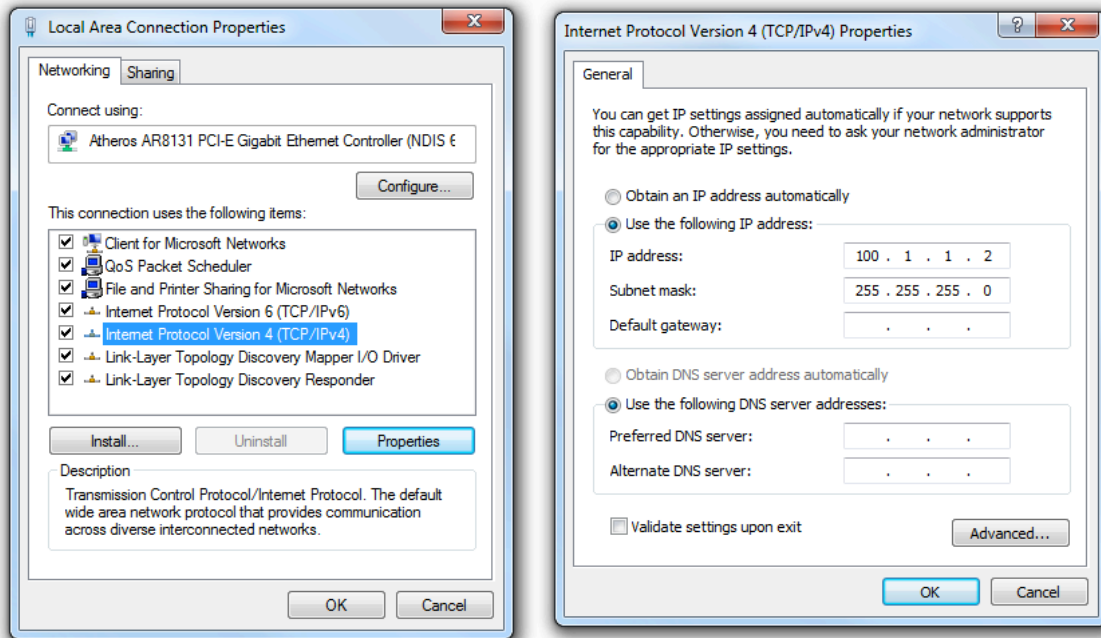 Local Area Connection Properties
Networking
Sharing
Connect using:
Atheros AR8131 PCI-E Gigabit Ethernet Controller (NDIS 6
Configure...
This connection uses the following items:
Client for Microsoft Networks
QoS Packet Scheduler
File and Printer Sharing for Microsoft Networks
Internet Protocol Version 6 (TCP/IPv6)
Internet Protocol Version 4 (TCP/IPv4)
Link-Layer Topology Discovery Mapper I/O Driver
Link-Layer Topology Discovery Responder
Install...
Uninstall
Properties
Description
Transmission Control Protocol/Internet Protocol. The default
wide area network protocol that provides communication
across diverse interconnected networks.
OK
Cancel
Internet Protocol Version 4 (TCP/IPv4) Properties
General
You can get IP settings assigned automatically if your network supports
this capability. Otherwise, you need to ask your network administrator
for the appropriate IP settings.
Obtain an IP address automatically
Use the following IP address:
IP address: 100 . 1 . 1 . 2
Subnet mask: 255 . 255 . 255 . 0
Default gateway: . . .
Obtain DNS server address automatically
Use the following DNS server addresses:
Preferred DNS server: . . .
Alternate DNS server: . . .
Validate settings upon exit
Advanced...
OK
Cancel